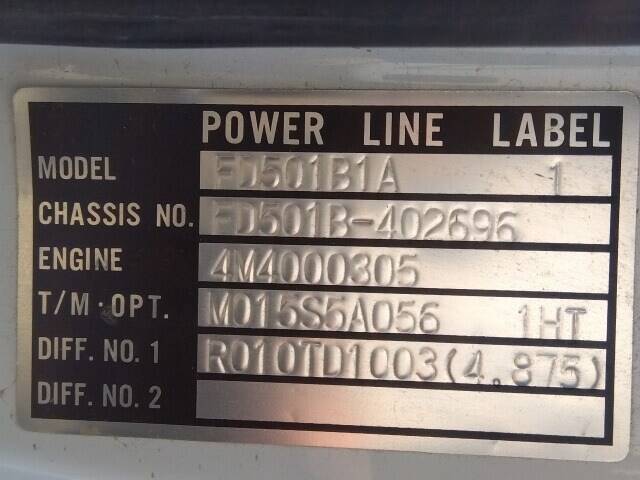 POWER LINE LABEL
MODEL FD501B1A 1
CHASSIS NO. FD501B-402696
ENGINE 4M4000305
T/M·OPT. M015S5A056 1HT
DIFF. NO. 1 R010TD1003(4.875)
DIFF. NO. 2